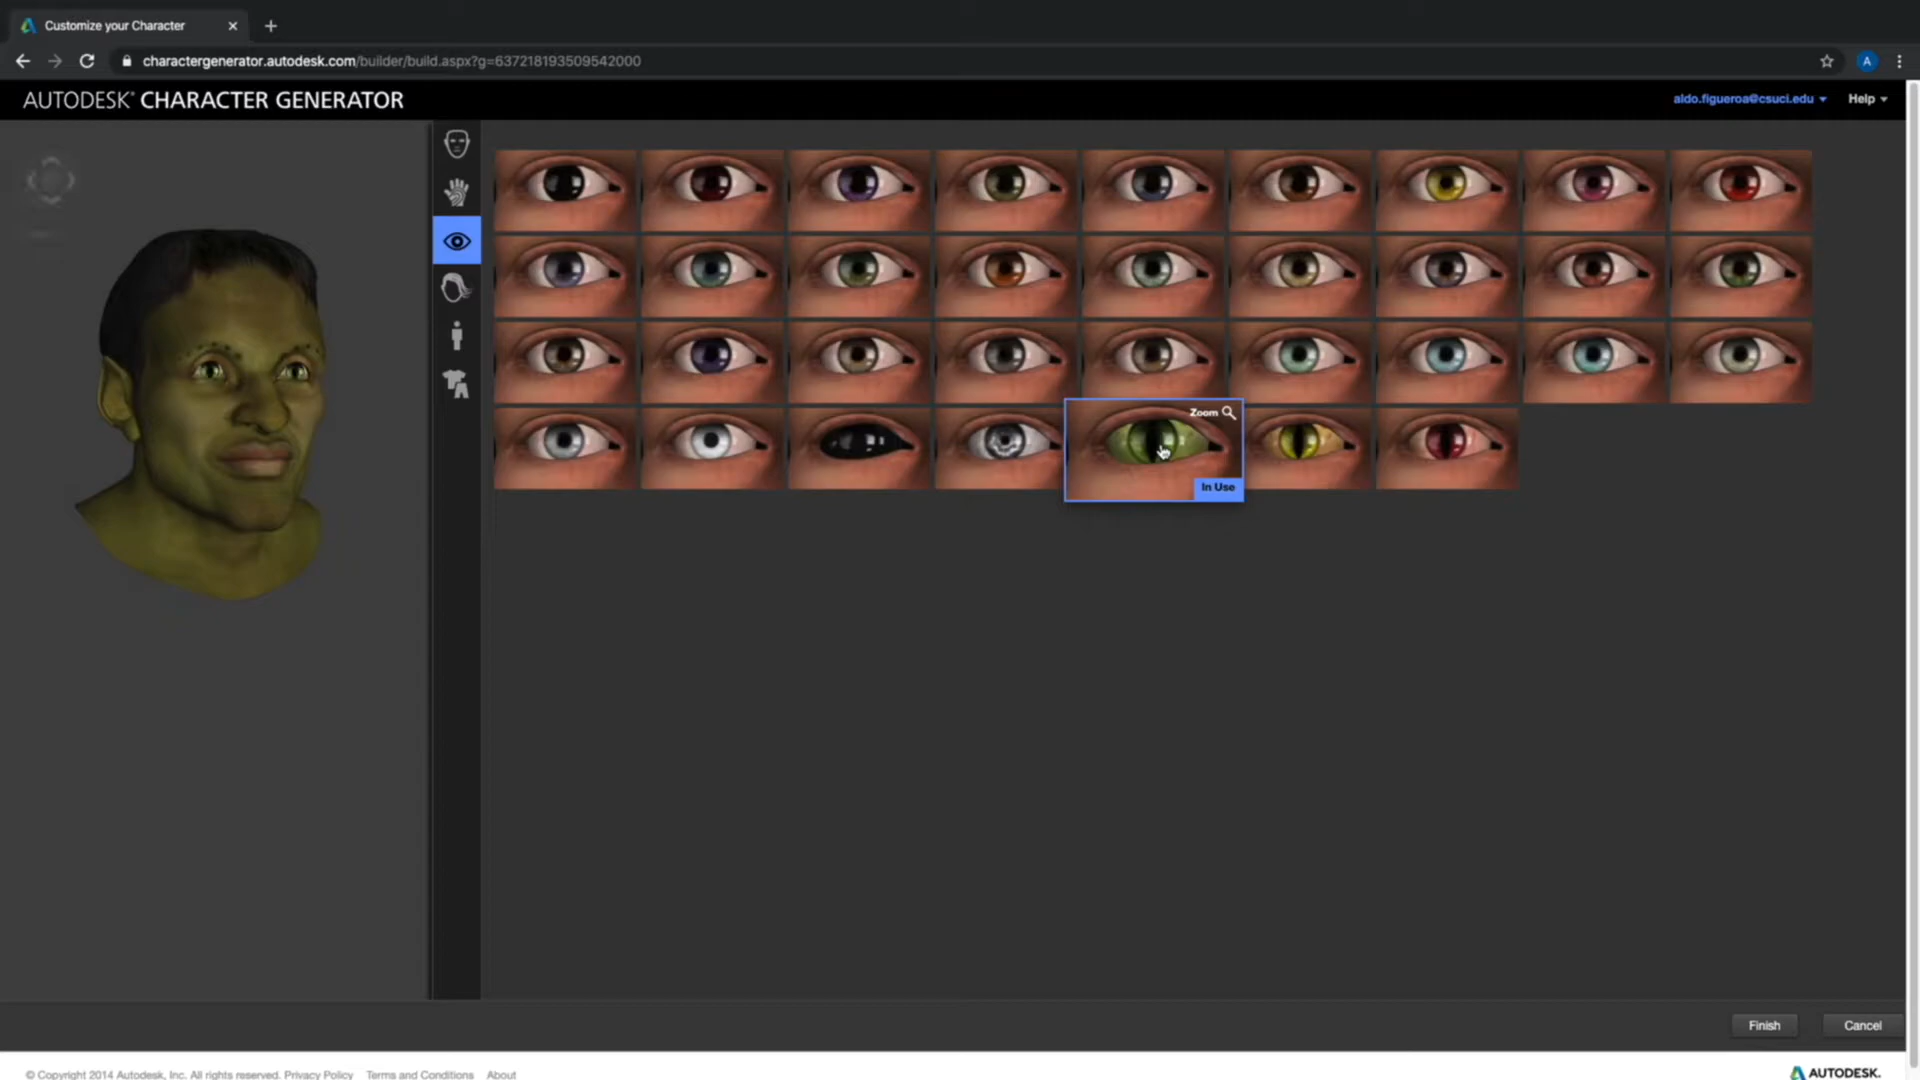 Customize your Character
charactergenerator.autodesk.com/builder/build.aspx?g=637218193509542000
A
AUTODESK® CHARACTER GENERATOR
aldo.figueroa@csuci.edu
Help
Zoom
In Use
Finish
Cancel
© Copyright 2014 Autodesk, Inc. All rights reserved. Privacy Policy Terms and Conditions About
AUTODESK.